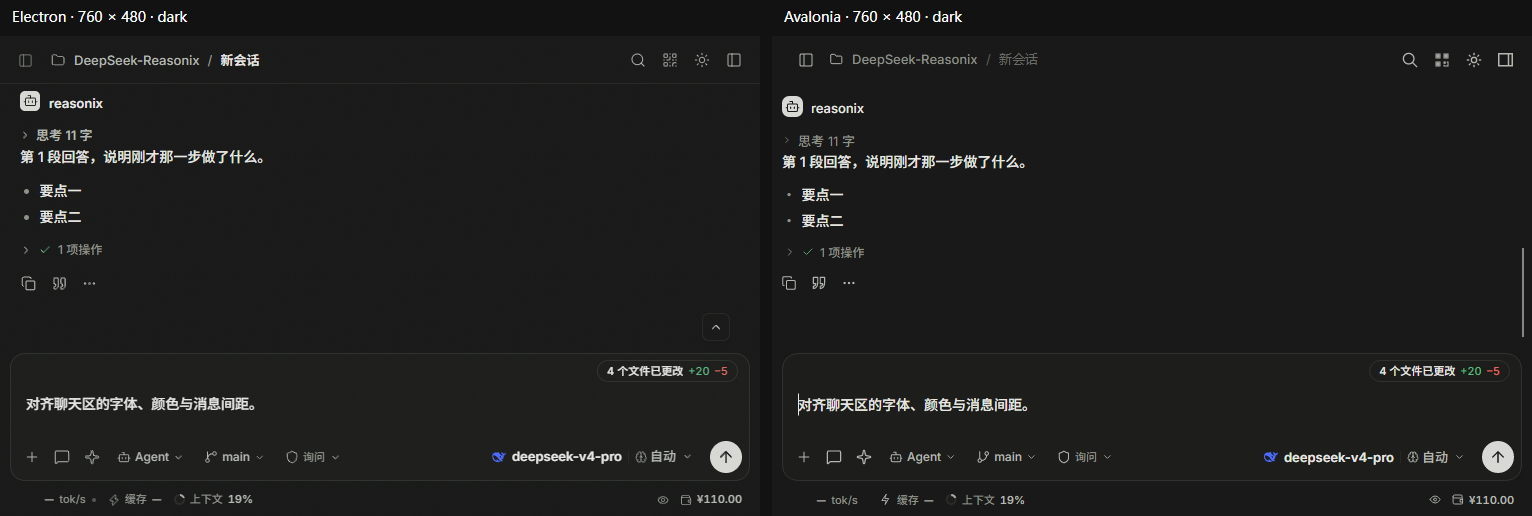 Electron · 760 × 480 · dark
DeepSeek-Reasonix / 新会话
reasonix
思考 11 字
第 1 段回答，说明刚才那一步做了什么。
• 要点一
• 要点二
1 项操作
4 个文件已更改 +20 −5
对齐聊天区的字体、颜色与消息间距。
Agent main 询问 deepseek-v4-pro 自动
— tok/s 缓存 — 上下文 19% ¥110.00
Avalonia · 760 × 480 · dark
DeepSeek-Reasonix / 新会话
reasonix
思考 11 字
第 1 段回答，说明刚才那一步做了什么。
• 要点一
• 要点二
1 项操作
4 个文件已更改 +20 −5
对齐聊天区的字体、颜色与消息间距。
Agent main 询问 deepseek-v4-pro 自动
— tok/s 缓存 — 上下文 19% ¥110.00